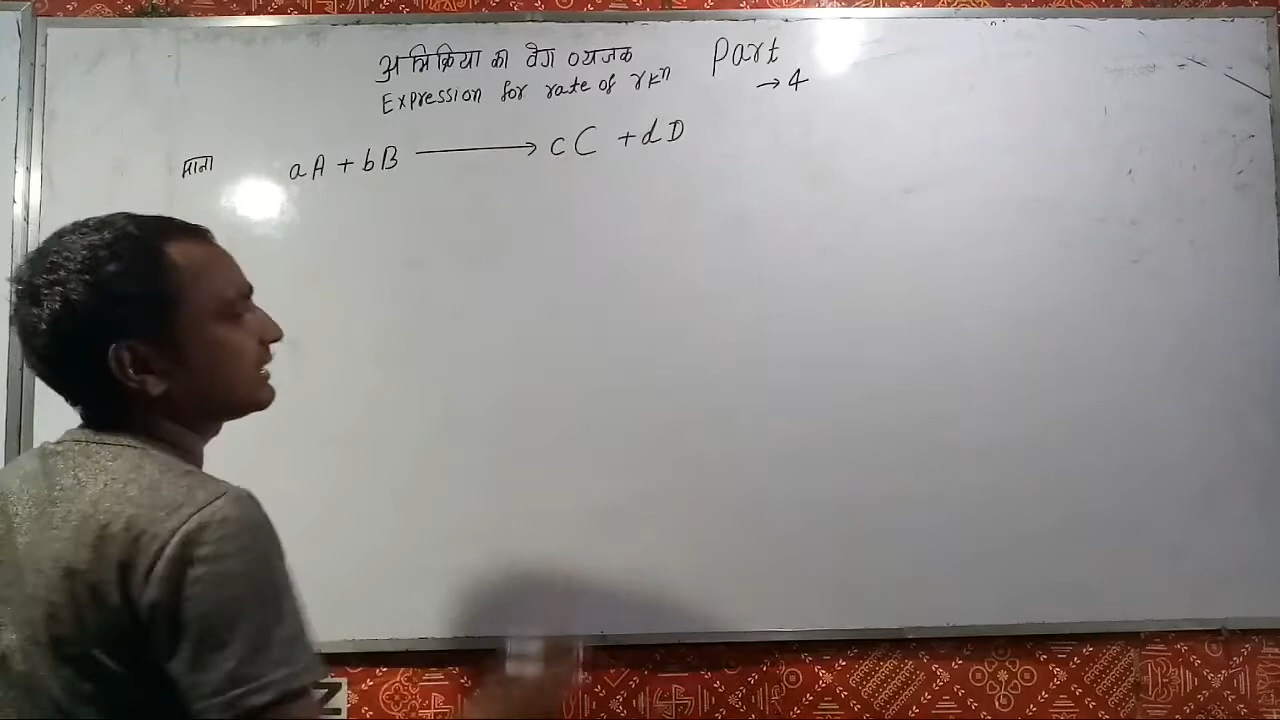 अभिक्रिया का वेग व्यंजक Part
Expression for rate of rxn → 4
माना aA + bB ⟶ cC + dD